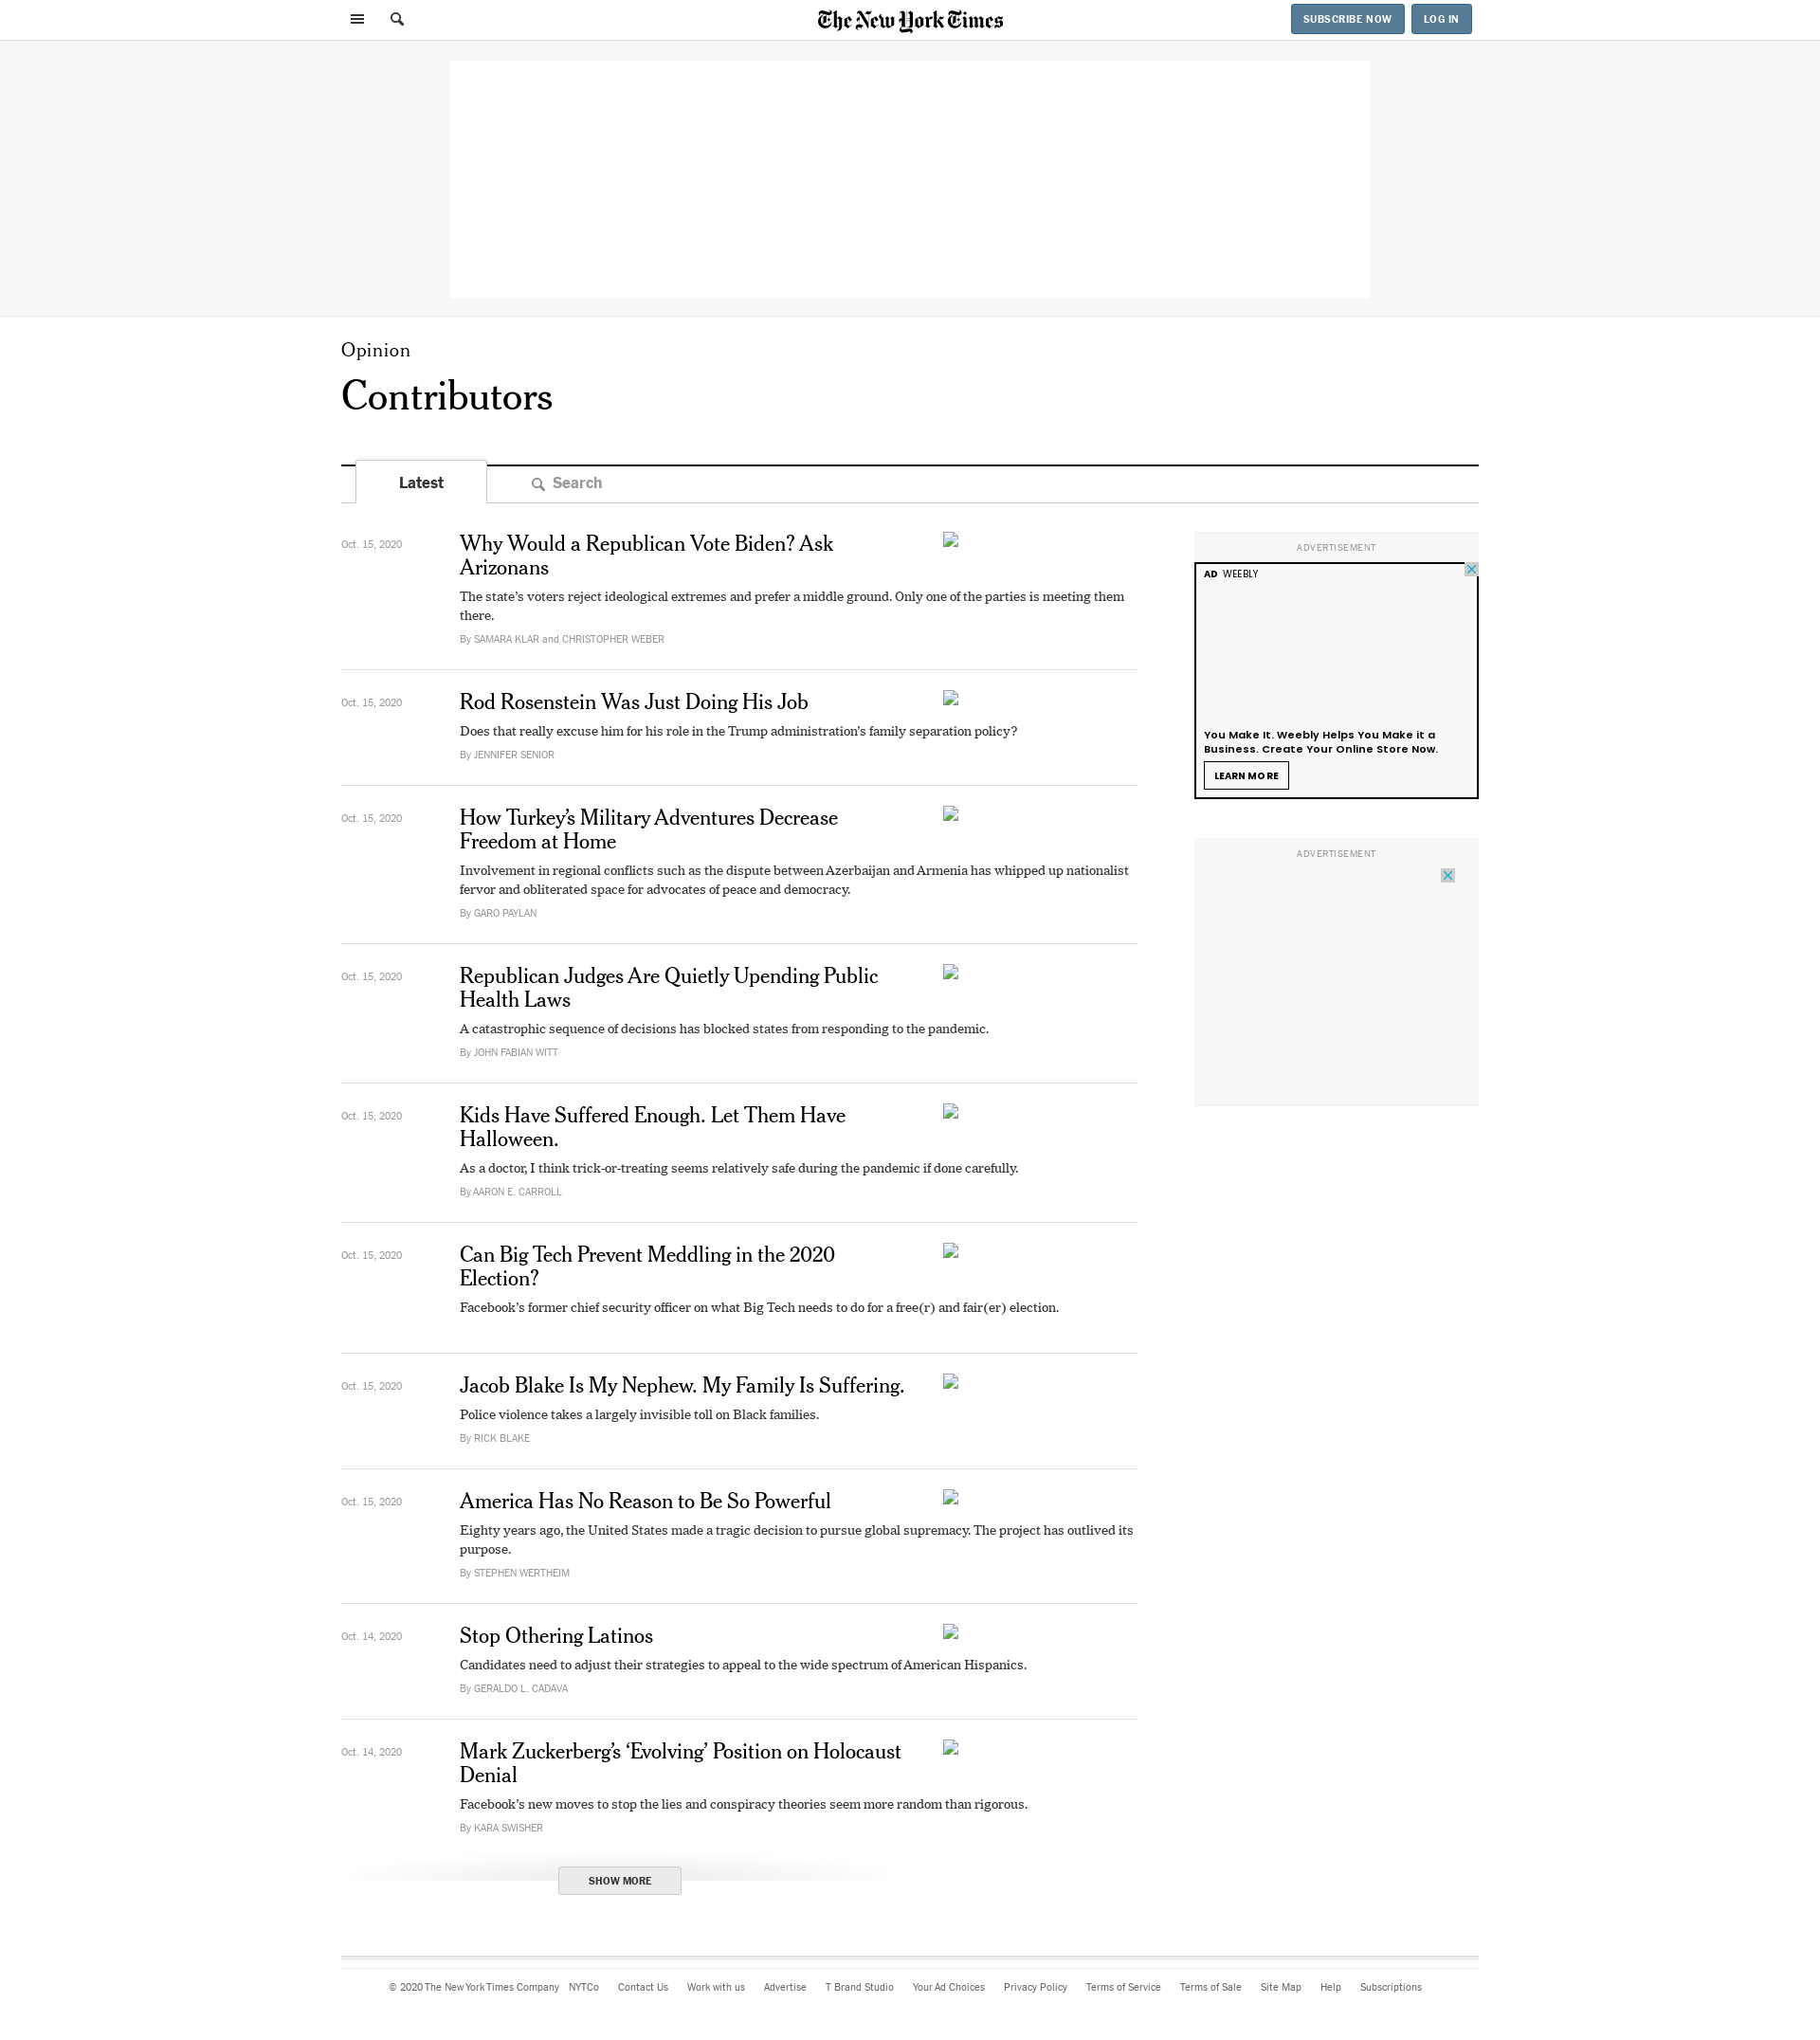 The New York Times
SUBSCRIBE NOW
LOG IN
Opinion
Contributors
Latest
Search
Oct. 15, 2020
Why Would a Republican Vote Biden? Ask
Arizonans
The state’s voters reject ideological extremes and prefer a middle ground. Only one of the parties is meeting them
there.
By SAMARA KLAR and CHRISTOPHER WEBER
Oct. 15, 2020
Rod Rosenstein Was Just Doing His Job
Does that really excuse him for his role in the Trump administration’s family separation policy?
By JENNIFER SENIOR
Oct. 15, 2020
How Turkey’s Military Adventures Decrease
Freedom at Home
Involvement in regional conflicts such as the dispute between Azerbaijan and Armenia has whipped up nationalist
fervor and obliterated space for advocates of peace and democracy.
By GARO PAYLAN
Oct. 15, 2020
Republican Judges Are Quietly Upending Public
Health Laws
A catastrophic sequence of decisions has blocked states from responding to the pandemic.
By JOHN FABIAN WITT
Oct. 15, 2020
Kids Have Suffered Enough. Let Them Have
Halloween.
As a doctor, I think trick-or-treating seems relatively safe during the pandemic if done carefully.
By AARON E. CARROLL
Oct. 15, 2020
Can Big Tech Prevent Meddling in the 2020
Election?
Facebook’s former chief security officer on what Big Tech needs to do for a free(r) and fair(er) election.
Oct. 15, 2020
Jacob Blake Is My Nephew. My Family Is Suffering.
Police violence takes a largely invisible toll on Black families.
By RICK BLAKE
Oct. 15, 2020
America Has No Reason to Be So Powerful
Eighty years ago, the United States made a tragic decision to pursue global supremacy. The project has outlived its
purpose.
By STEPHEN WERTHEIM
Oct. 14, 2020
Stop Othering Latinos
Candidates need to adjust their strategies to appeal to the wide spectrum of American Hispanics.
By GERALDO L. CADAVA
Oct. 14, 2020
Mark Zuckerberg’s ‘Evolving’ Position on Holocaust
Denial
Facebook’s new moves to stop the lies and conspiracy theories seem more random than rigorous.
By KARA SWISHER
SHOW MORE
ADVERTISEMENT
AD WEEBLY
You Make It. Weebly Helps You Make it a
Business. Create Your Online Store Now.
LEARN MORE
ADVERTISEMENT
© 2020 The New York Times Company NYTCo Contact Us Work with us Advertise T Brand Studio Your Ad Choices Privacy Policy Terms of Service Terms of Sale Site Map Help Subscriptions